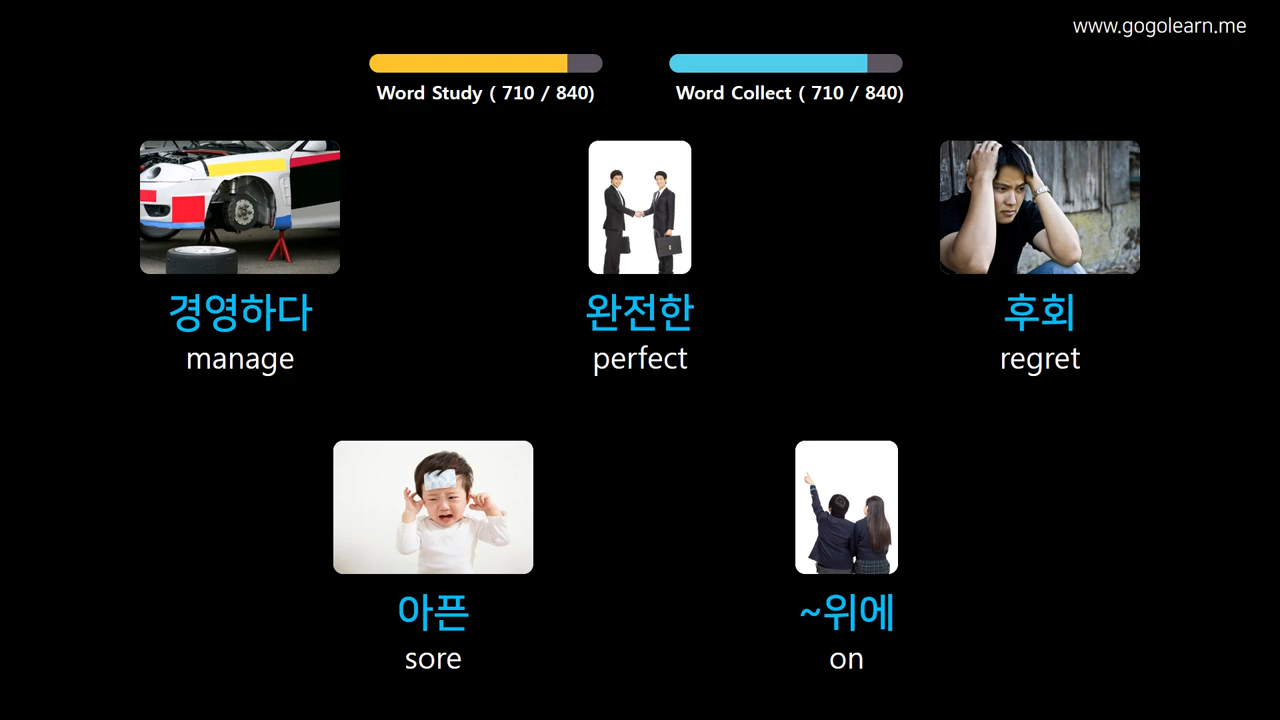 www.gogolearn.me
Word Study ( 710 / 840)
Word Collect ( 710 / 840)
경영하다
manage
완전한
perfect
후회
regret
아픈
sore
~위에
on